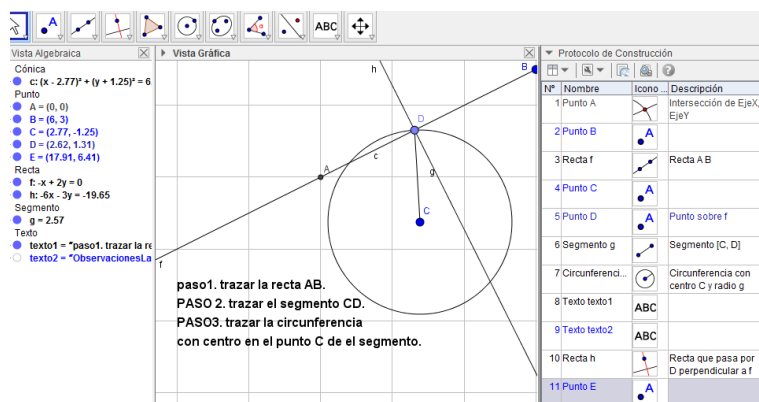 ABC
Vista Algebraica
Cónica
c: (x - 2.77)² + (y + 1.25)² = 6
Punto
A = (0, 0)
B = (6, 3)
C = (2.77, -1.25)
D = (2.62, 1.31)
E = (17.91, 6.41)
Recta
f: -x + 2y = 0
h: -6x - 3y = -19.65
Segmento
g = 2.57
Texto
texto1 = "paso1. trazar la re
texto2 = "ObservacionesLa
Vista Gráfica
h
B
D
c
A
g
C
f
paso1. trazar la recta AB.
PASO 2. trazar el segmento CD.
PASO3. trazar la circunferencia
con centro en el punto C de el segmento.
Protocolo de Construcción
Nº Nombre Icono ... Descripción
1 Punto A Intersección de EjeX,
EjeY
2 Punto B A
3 Recta f Recta A B
4 Punto C A
5 Punto D A Punto sobre f
6 Segmento g Segmento [C, D]
7 Circunferenci... Circunferencia con
centro C y radio g
8 Texto texto1 ABC
9 Texto texto2 ABC
10 Recta h Recta que pasa por
D perpendicular a f
11 Punto E A